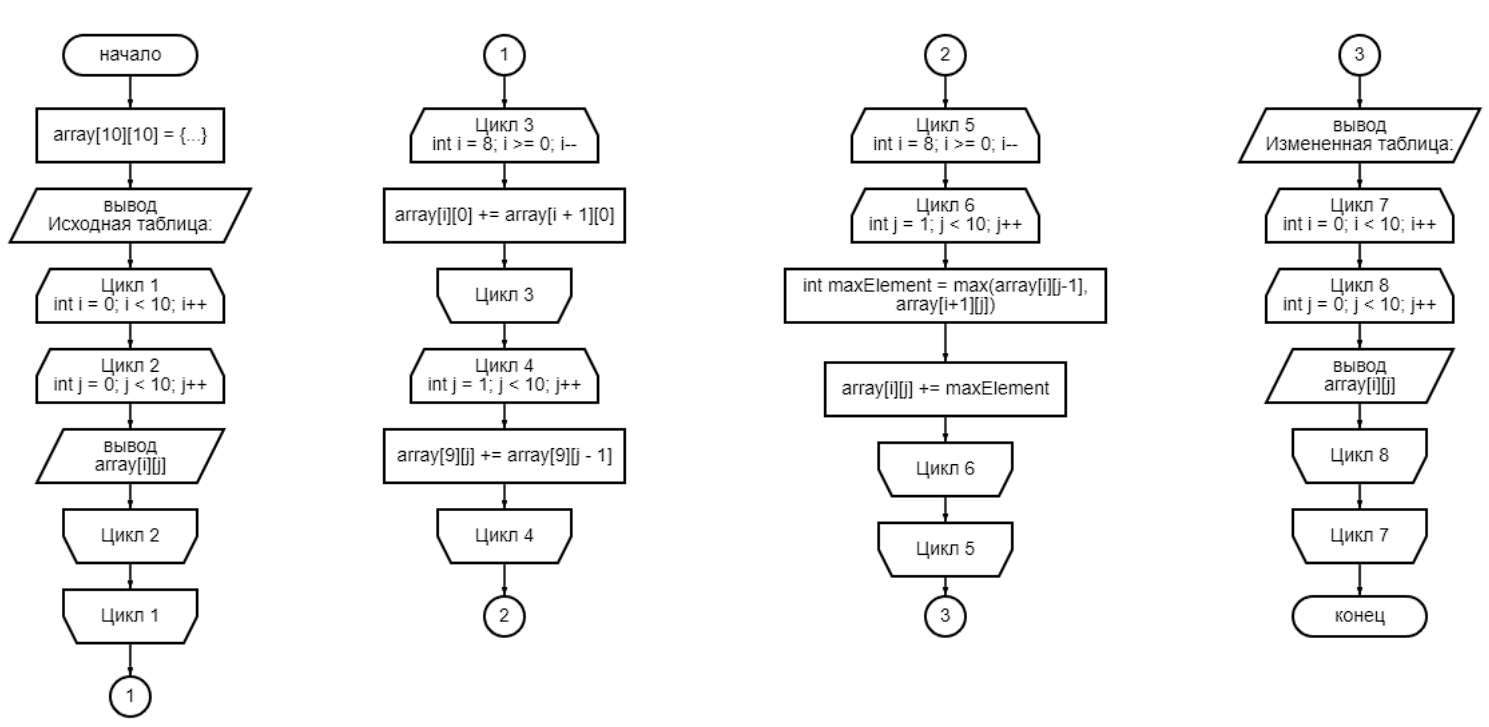 начало
array[10][10] = {...}
вывод
Исходная таблица:
Цикл 1
int i = 0; i < 10; i++
Цикл 2
int j = 0; j < 10; j++
вывод
array[i][j]
Цикл 2
Цикл 1
1
1
Цикл 3
int i = 8; i >= 0; i--
array[i][0] += array[i + 1][0]
Цикл 3
Цикл 4
int j = 1; j < 10; j++
array[9][j] += array[9][j - 1]
Цикл 4
2
2
Цикл 5
int i = 8; i >= 0; i--
Цикл 6
int j = 1; j < 10; j++
int maxElement = max(array[i][j-1],
array[i+1][j])
array[i][j] += maxElement
Цикл 6
Цикл 5
3
3
вывод
Измененная таблица:
Цикл 7
int i = 0; i < 10; i++
Цикл 8
int j = 0; j < 10; j++
вывод
array[i][j]
Цикл 8
Цикл 7
конец